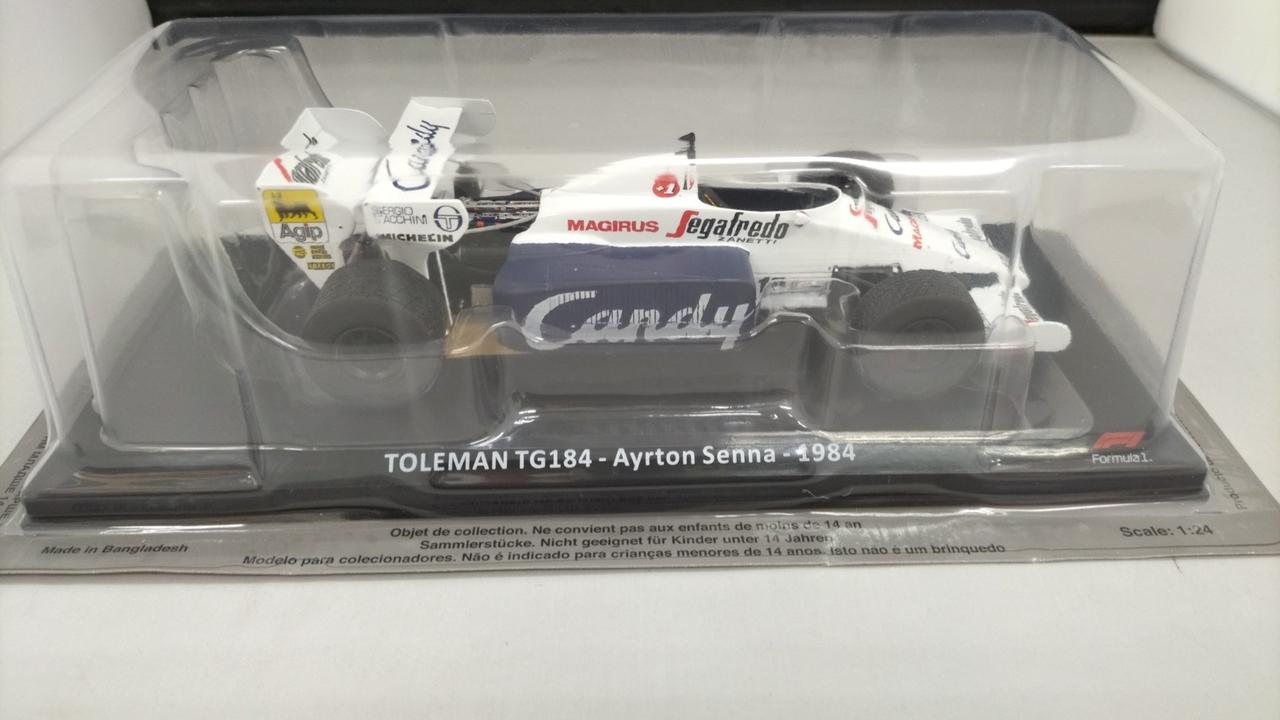 Candy
Agip
SERGIO
TACCHINI
MICHELIN
MAGIRUS Segafredo
ZANETTI
Candy
TOLEMAN TG184 - Ayrton Senna - 1984
Formula 1
Objet de collection. Ne convient pas aux enfants de moins de 14 an
Made in Bangladesh
Sammlerstücke. Nicht geeignet für Kinder unter 14 Jahren
Scale: 1:24
Modelo para colecionadores. Não é indicado para crianças menores de 14 anos. Isto não é um brinquedo